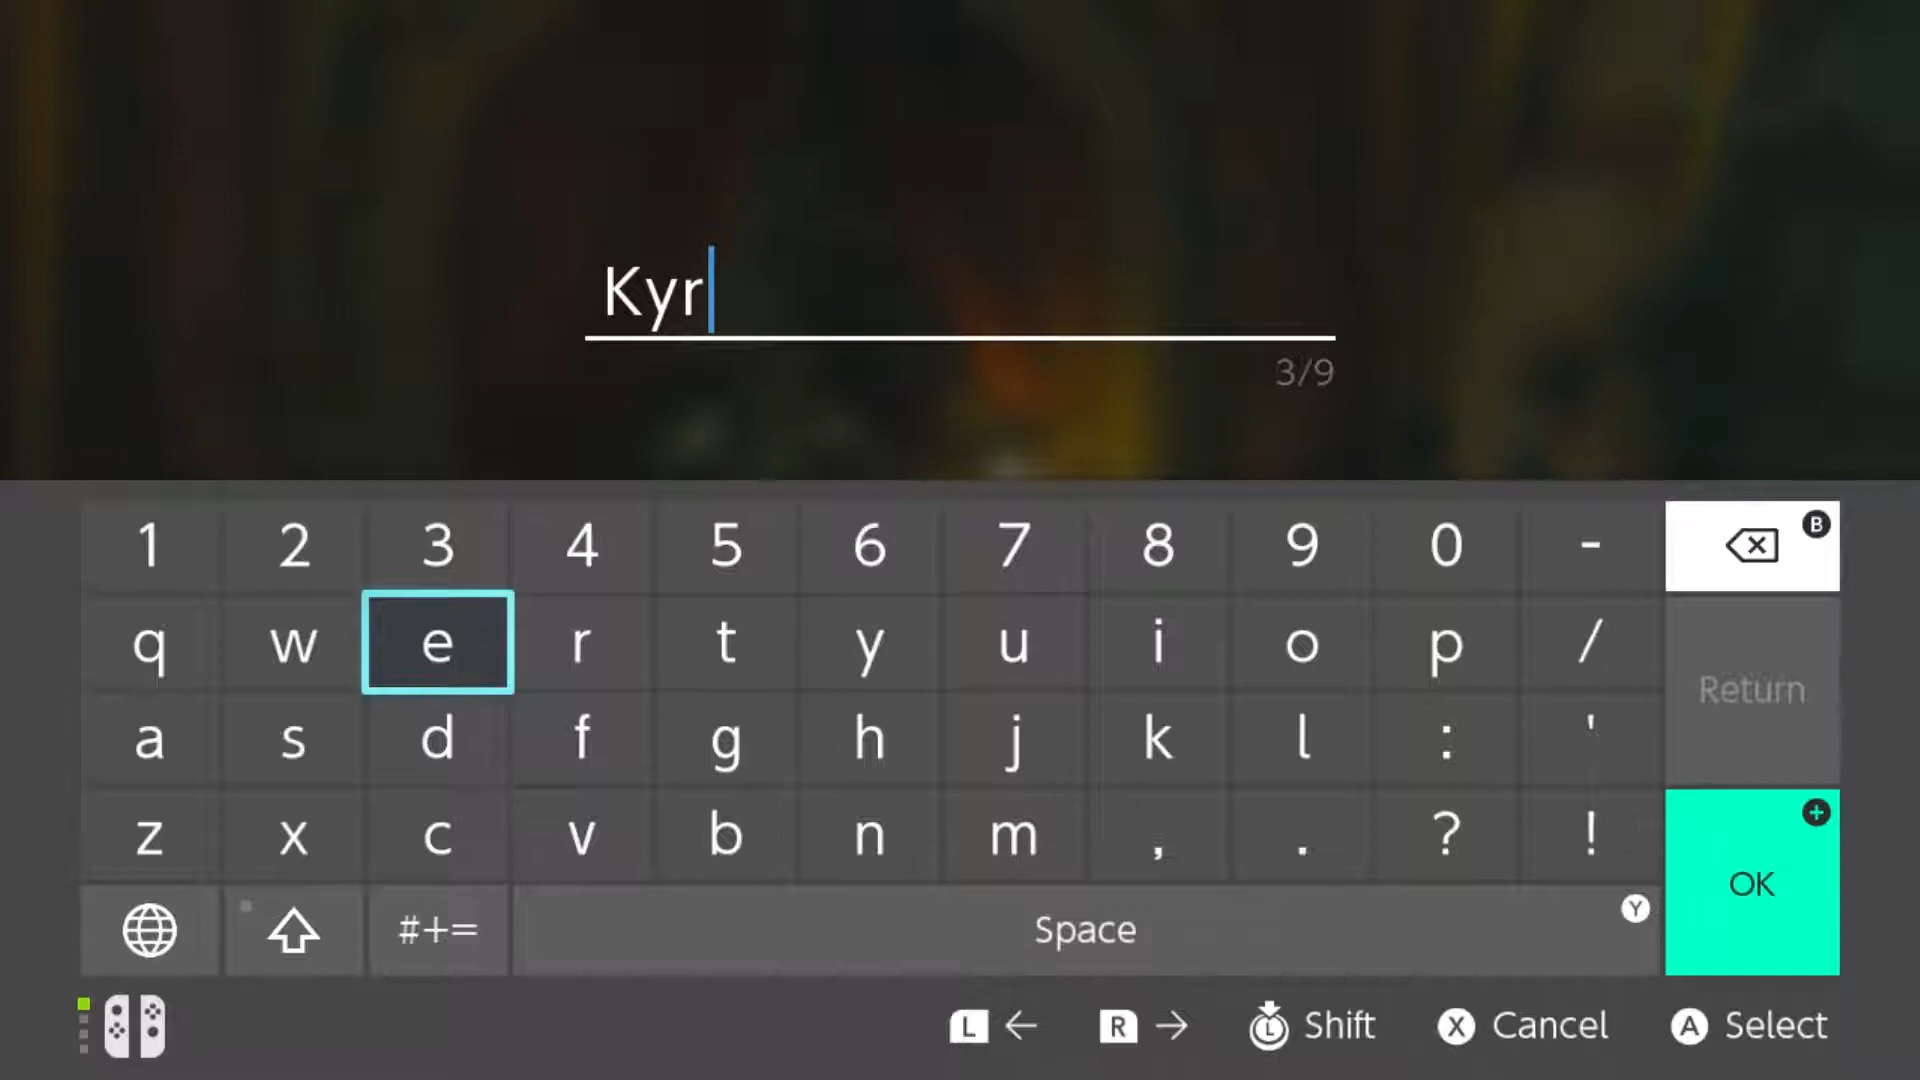 Kyr
3/9
1 2 3 4 5 6 7 8 9 0 - B
q w e r t y u i o p /
Return
a s d f g h j k l : '
z x c v b n m , . ? ! +
OK
#+= Space Y
L ← R → L Shift X Cancel A Select